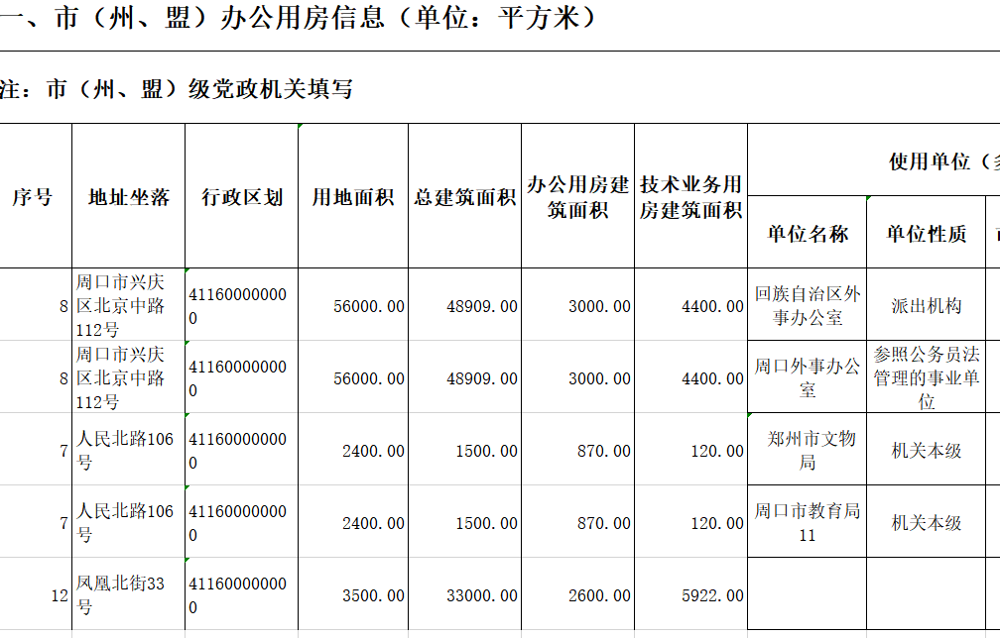 一、市（州、盟）办公用房信息（单位：平方米）
注：市（州、盟）级党政机关填写
序号 地址坐落 行政区划 用地面积 总建筑面积 办公用房建筑面积 技术业务用房建筑面积 使用单位（
单位名称 单位性质
8 周口市兴庆区北京中路112号 411600000000 56000.00 48909.00 3000.00 4400.00 回族自治区外事办公室 派出机构
8 周口市兴庆区北京中路112号 411600000000 56000.00 48909.00 3000.00 4400.00 周口外事办公室 参照公务员法管理的事业单位
7 人民北路106号 411600000000 2400.00 1500.00 870.00 120.00 郑州市文物局 机关本级
7 人民北路106号 411600000000 2400.00 1500.00 870.00 120.00 周口市教育局11 机关本级
12 凤凰北街33号 411600000000 3500.00 33000.00 2600.00 5922.00